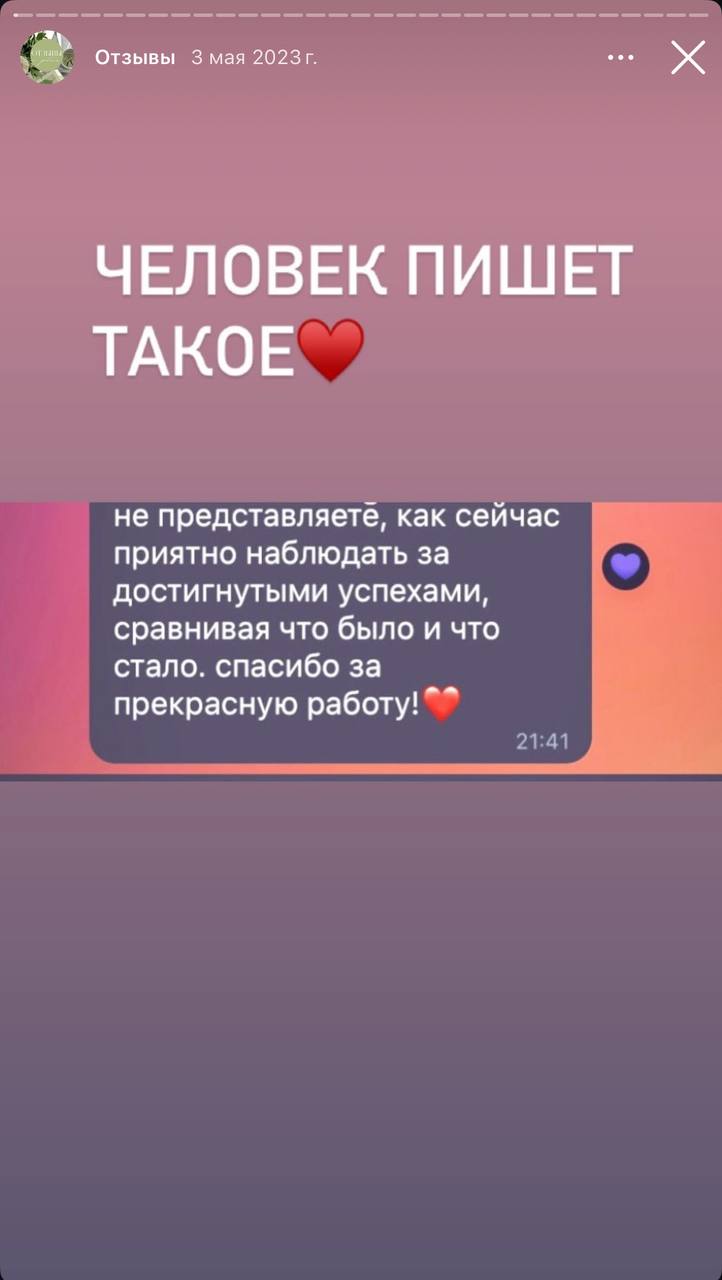 Отзывы 3 мая 2023 г.
ЧЕЛОВЕК ПИШЕТ
ТАКОЕ♥️
не представляете, как сейчас
приятно наблюдать за
достигнутыми успехами,
сравнивая что было и что
стало. спасибо за
прекрасную работу!❤️
21:41